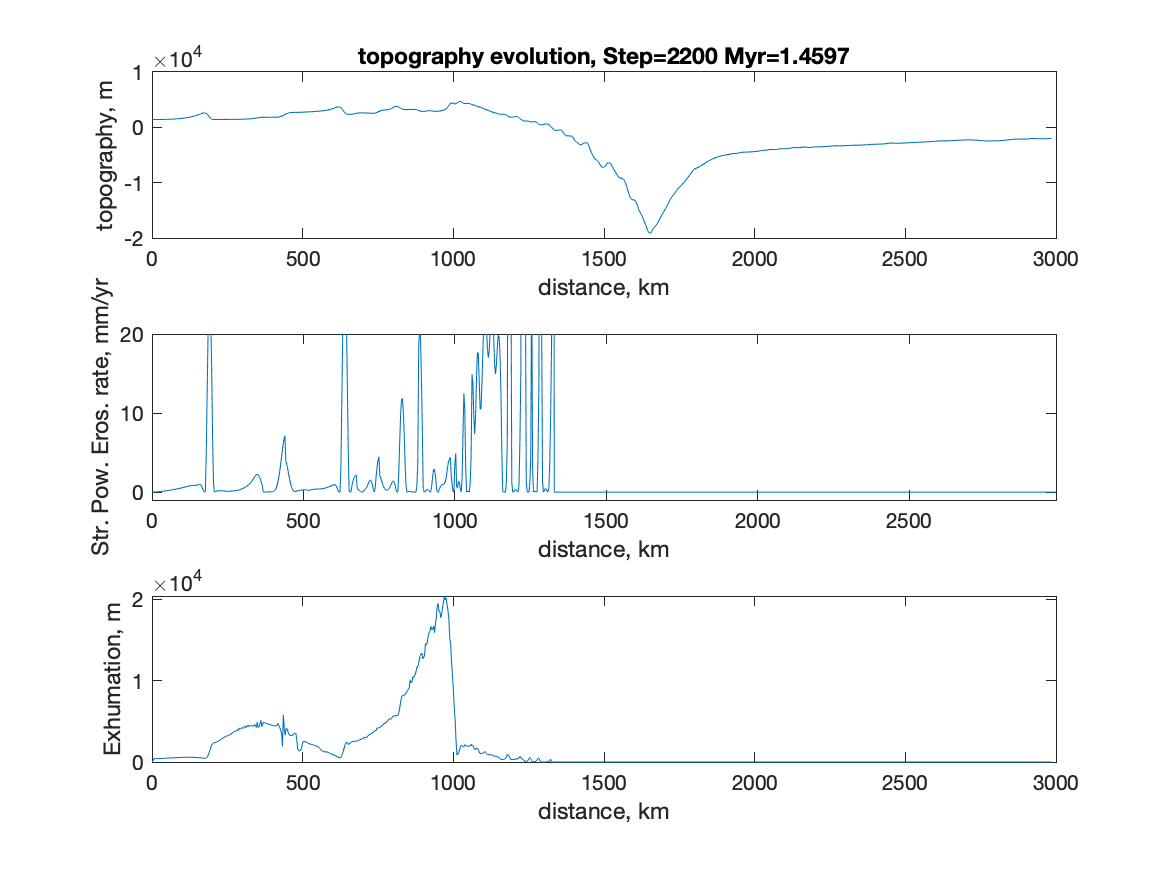 topography evolution, Step=2200 Myr=1.4597
×10⁴
topography, m
1
0
-1
-2
0 500 1000 1500 2000 2500 3000
distance, km
Str. Pow. Eros. rate, mm/yr
20
10
0
0 500 1000 1500 2000 2500
distance, km
×10⁴
Exhumation, m
2
1
0
0 500 1000 1500 2000 2500 3000
distance, km